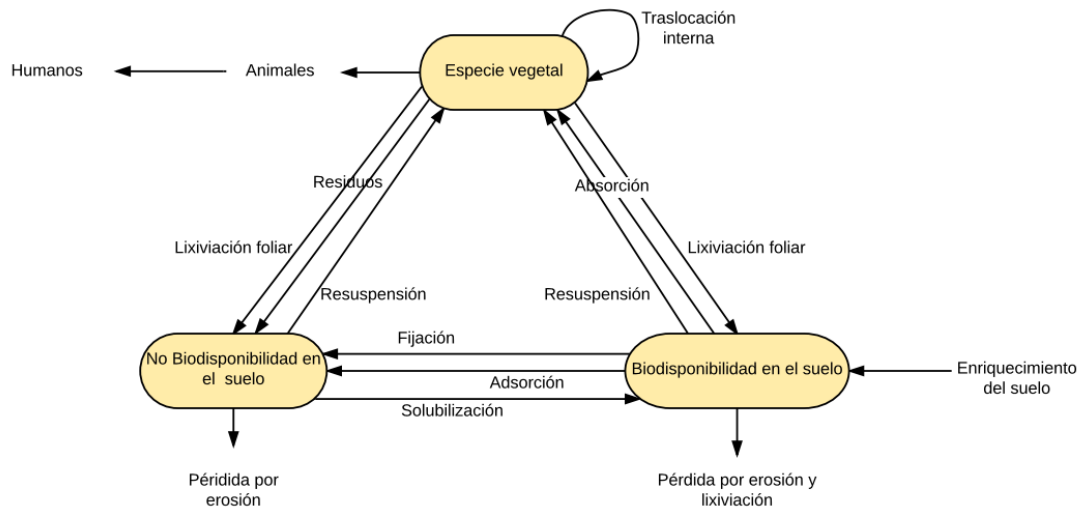 Traslocación
interna
Humanos
Animales
Especie vegetal
Residuos
Absorción
Lixiviación foliar
Lixiviación foliar
Resuspensión
Resuspensión
Fijación
No Biodisponibilidad en
el suelo
Biodisponibilidad en el suelo
Enriquecimiento
del suelo
Adsorción
Solubilización
Péridida por
erosión
Pérdida por erosión y
lixiviación